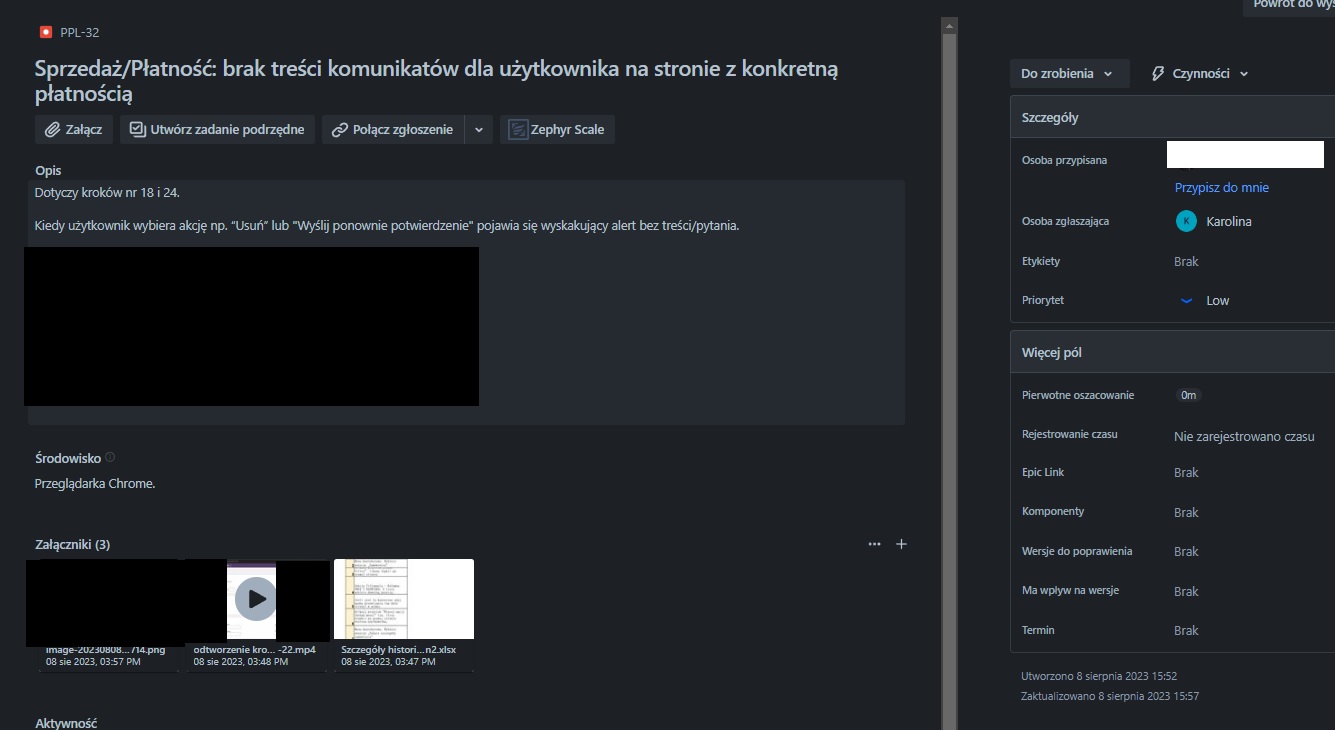 Powrót do wys
PPL-32
Sprzedaż/Płatność: brak treści komunikatów dla użytkownika na stronie z konkretną
płatnością
Załącz
Utwórz zadanie podrzędne
Połącz zgłoszenie
Zephyr Scale
Opis
Dotyczy kroków nr 18 i 24.
Kiedy użytkownik wybiera akcję np. “Usuń” lub "Wyślij ponownie potwierdzenie" pojawia się wyskakujący alert bez treści/pytania.
Środowisko
Przeglądarka Chrome.
Załączniki (3)
image-20230808...714.png
08 sie 2023, 03:57 PM
odtworzenie kro... -22.mp4
08 sie 2023, 03:48 PM
Szczegóły histori...n2.xlsx
08 sie 2023, 03:47 PM
Aktywność
Do zrobienia
Czynności
Szczegóły
Osoba przypisana
Przypisz do mnie
Osoba zgłaszająca
K Karolina
Etykiety
Brak
Priorytet
Low
Więcej pól
Pierwotne oszacowanie
0m
Rejestrowanie czasu
Nie zarejestrowano czasu
Epic Link
Brak
Komponenty
Brak
Wersje do poprawienia
Brak
Ma wpływ na wersje
Brak
Termin
Brak
Utworzono 8 sierpnia 2023 15:52
Zaktualizowano 8 sierpnia 2023 15:57